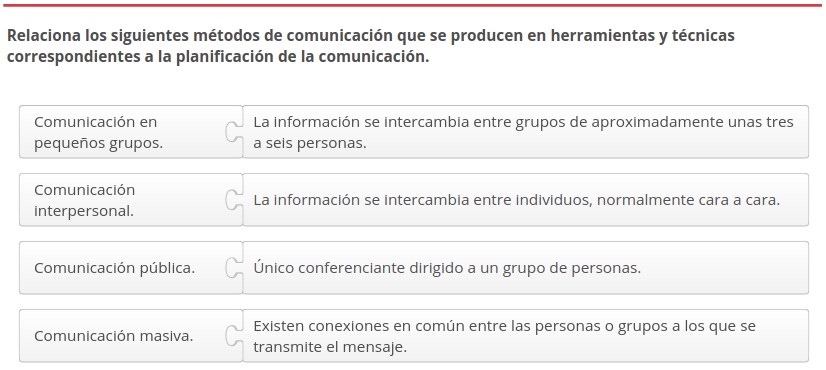 Relaciona los siguientes métodos de comunicación que se producen en herramientas y técnicas
correspondientes a la planificación de la comunicación.
Comunicación en
pequeños grupos.
La información se intercambia entre grupos de aproximadamente unas tres
a seis personas.
Comunicación
interpersonal.
La información se intercambia entre individuos, normalmente cara a cara.
Comunicación pública.
Único conferenciante dirigido a un grupo de personas.
Comunicación masiva.
Existen conexiones en común entre las personas o grupos a los que se
transmite el mensaje.